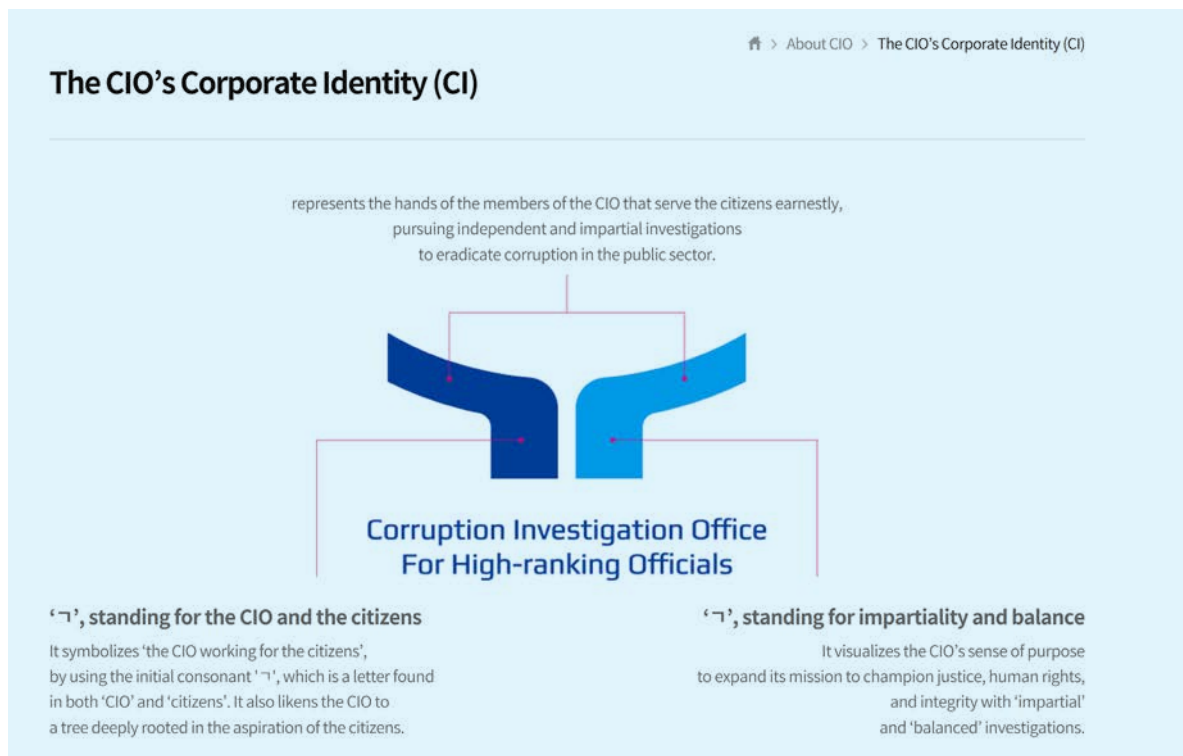 > About CIO > The CIO’s Corporate Identity (CI)
The CIO’s Corporate Identity (CI)
represents the hands of the members of the CIO that serve the citizens earnestly,
pursuing independent and impartial investigations
to eradicate corruption in the public sector.
Corruption Investigation Office
For High-ranking Officials
‘ㄱ’, standing for the CIO and the citizens
It symbolizes ‘the CIO working for the citizens’,
by using the initial consonant ‘ㄱ’, which is a letter found
in both ‘CIO’ and ‘citizens’. It also likens the CIO to
a tree deeply rooted in the aspiration of the citizens.
‘ㄱ’, standing for impartiality and balance
It visualizes the CIO’s sense of purpose
to expand its mission to champion justice, human rights,
and integrity with ‘impartial’
and ‘balanced’ investigations.